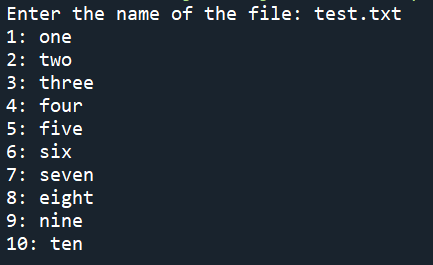 Enter the name of the file: test.txt
1: one
2: two
3: three
4: four
5: five
6: six
7: seven
8: eight
9: nine
10: ten